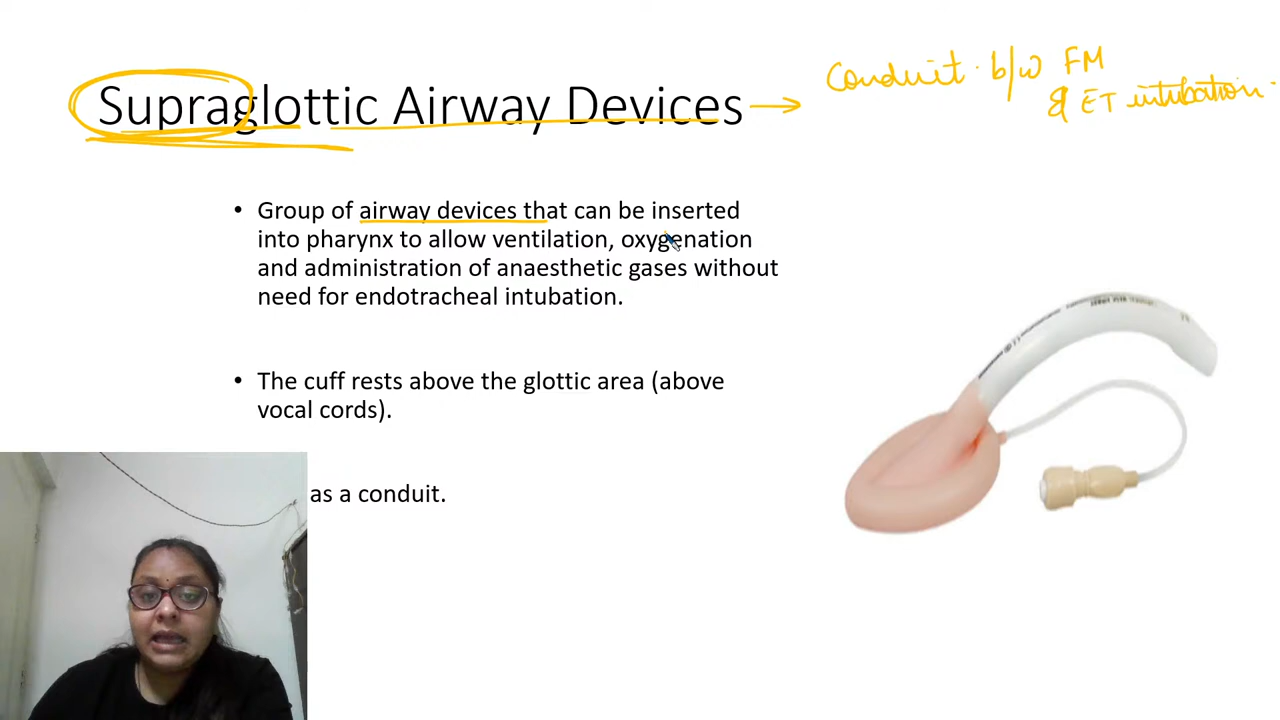 Conduit b/w FM
& ET intubation
Supraglottic Airway Devices →
• Group of airway devices that can be inserted
into pharynx to allow ventilation, oxygenation
and administration of anaesthetic gases without
need for endotracheal intubation.
• The cuff rests above the glottic area (above
vocal cords).
as a conduit.